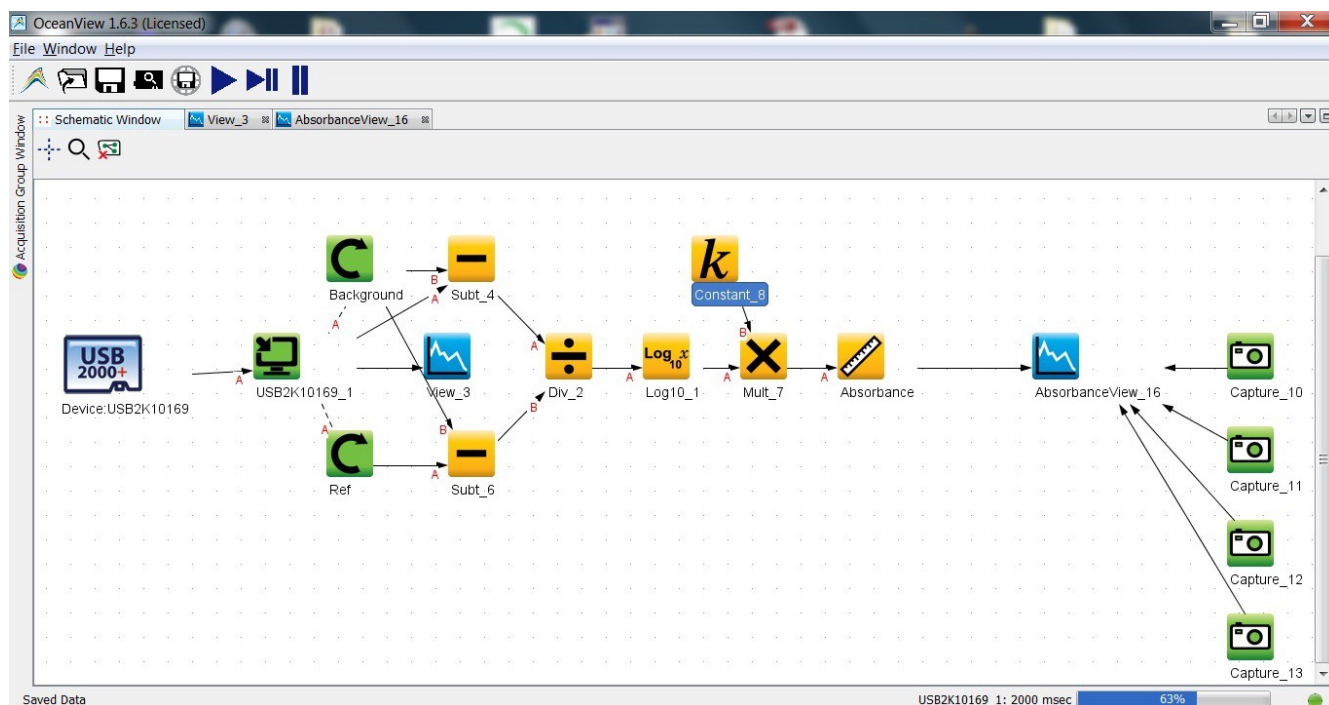 OceanView 1.6.3 (Licensed)
File Window Help
Schematic Window View_3 AbsorbanceView_16
Acquisition Group Window
k
Background Subt_4 Constant_8
B
A
A
A B
USB
2000+
Log10 x
Device:USB2K10169 A USB2K10169_1 View_3 Div_2 A Log10_1 A Mult_7 A Absorbance AbsorbanceView_16 Capture_10
B
A B
A
Ref Subt_6 Capture_11
Capture_12
Capture_13
Saved Data USB2K10169_1: 2000 msec 63%